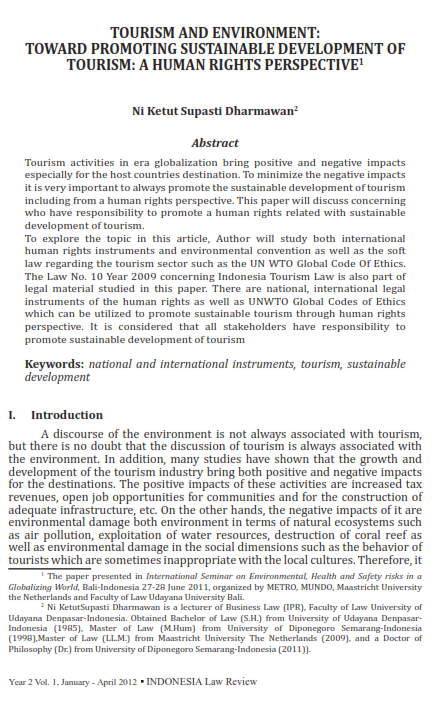 TOURISM AND ENVIRONMENT:
TOWARD PROMOTING SUSTAINABLE DEVELOPMENT OF
TOURISM: A HUMAN RIGHTS PERSPECTIVE¹
Ni Ketut Supasti Dharmawan²
Abstract
Tourism activities in era globalization bring positive and negative impacts
especially for the host countries destination. To minimize the negative impacts
it is very important to always promote the sustainable development of tourism
including from a human rights perspective. This paper will discuss concerning
who have responsibility to promote a human rights related with sustainable
development of tourism.
To explore the topic in this article, Author will study both international
human rights instruments and environmental convention as well as the soft
law regarding the tourism sector such as the UN WTO Global Code Of Ethics.
The Law No. 10 Year 2009 concerning Indonesia Tourism Law is also part of
legal material studied in this paper. There are national, international legal
instruments of the human rights as well as UNWTO Global Codes of Ethics
which can be utilized to promote sustainable tourism through human rights
perspective. It is considered that all stakeholders have responsibility to
promote sustainable development of tourism
Keywords: national and international instruments, tourism, sustainable
development
I. Introduction
A discourse of the environment is not always associated with tourism,
but there is no doubt that the discussion of tourism is always associated with
the environment. In addition, many studies have shown that the growth and
development of the tourism industry bring both positive and negative impacts
for the destinations. The positive impacts of these activities are increased tax
revenues, open job opportunities for communities and for the construction of
adequate infrastructure, etc. On the other hands, the negative impacts of it are
environmental damage both environment in terms of natural ecosystems such
as air pollution, exploitation of water resources, destruction of coral reef as
well as environmental damage in the social dimensions such as the behavior of
tourists which are sometimes inappropriate with the local cultures. Therefore, it
¹ The paper presented in International Seminar on Environmental, Health and Safety risks in a
Globalizing World, Bali-Indonesia 27-28 June 2011, organized by METRO, MUNDO, Maastricht University
the Netherlands and Faculty of Law Udayana University Bali.
² Ni KetutSupasti Dharmawan is a lecturer of Business Law (IPR), Faculty of Law University of
Udayana Denpasar-Indonesia. Obtained Bachelor of Law (S.H.) from University of Udayana Denpasar-
Indonesia (1985), Master of Law (M.Hum) from University of Diponegoro Semarang-Indonesia
(1998),Master of Law (LL.M.) from Maastricht University The Netherlands (2009), and a Doctor of
Philosophy (Dr.) from University of Diponegoro Semarang-Indonesia (2011)).
Year 2 Vol. 1, January - April 2012 ▪ INDONESIA Law Review